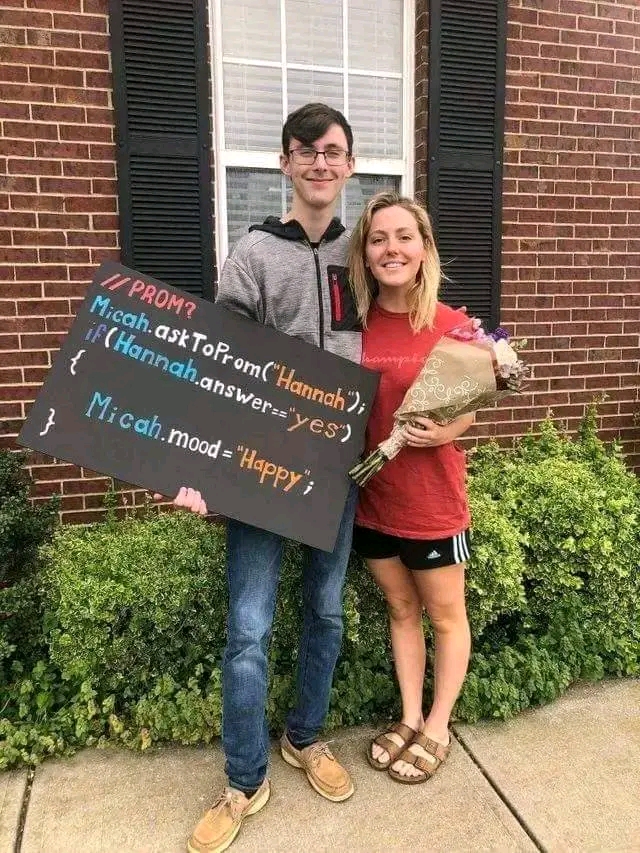 //PROM?
Micah.askToProm("Hannah");
if(Hannah.answer=="yes")
{
Micah.mood="Happy";
}